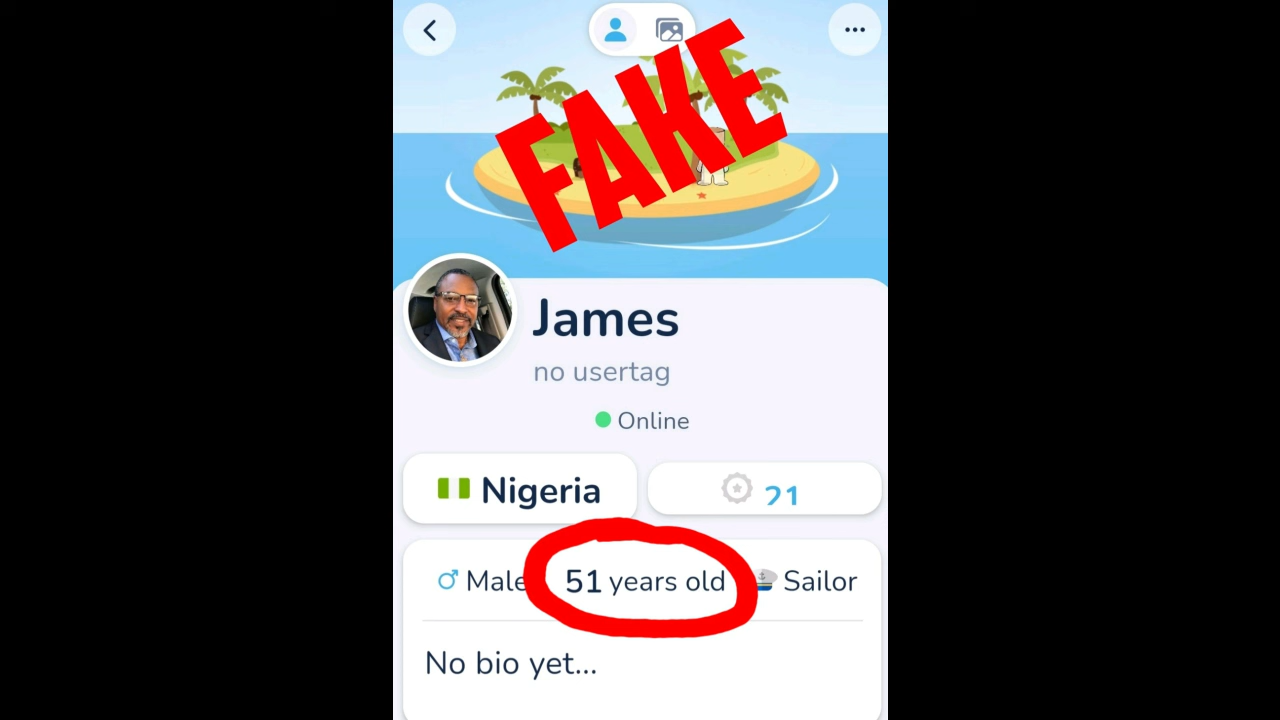 FAKE
James
no usertag
Online
Nigeria
21
Male 51 years old Sailor
No bio yet...